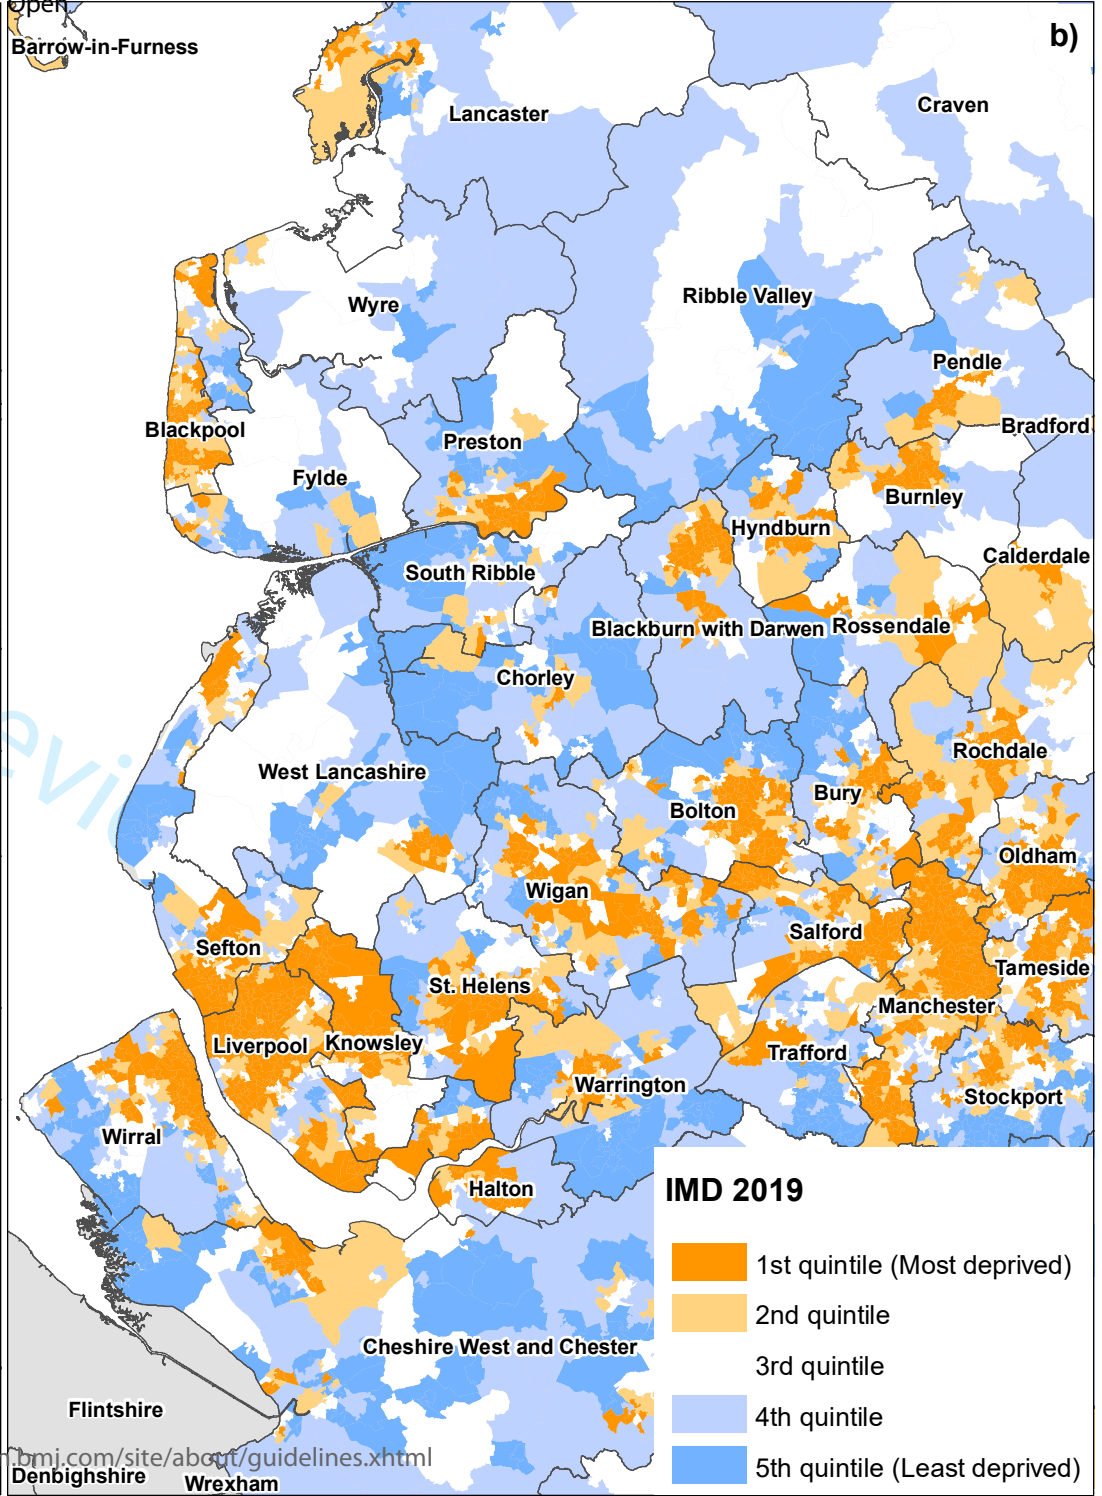 Open
Barrow-in-Furness
b)
Craven
Lancaster
Ribble Valley
Wyre
Pendle
Bradford
Blackpool
Preston
Fylde
Burnley
Hyndburn
Calderdale
South Ribble
Blackburn with Darwen
Rossendale
Chorley
Rochdale
West Lancashire
Bury
Bolton
Oldham
Wigan
Salford
Sefton
Tameside
St. Helens
Manchester
Liverpool
Knowsley
Trafford
Warrington
Stockport
Wirral
Halton
IMD 2019
1st quintile (Most deprived)
2nd quintile
3rd quintile
4th quintile
5th quintile (Least deprived)
Cheshire West and Chester
Flintshire
n.bmj.com/site/about/guidelines.xhtml
Denbighshire
Wrexham